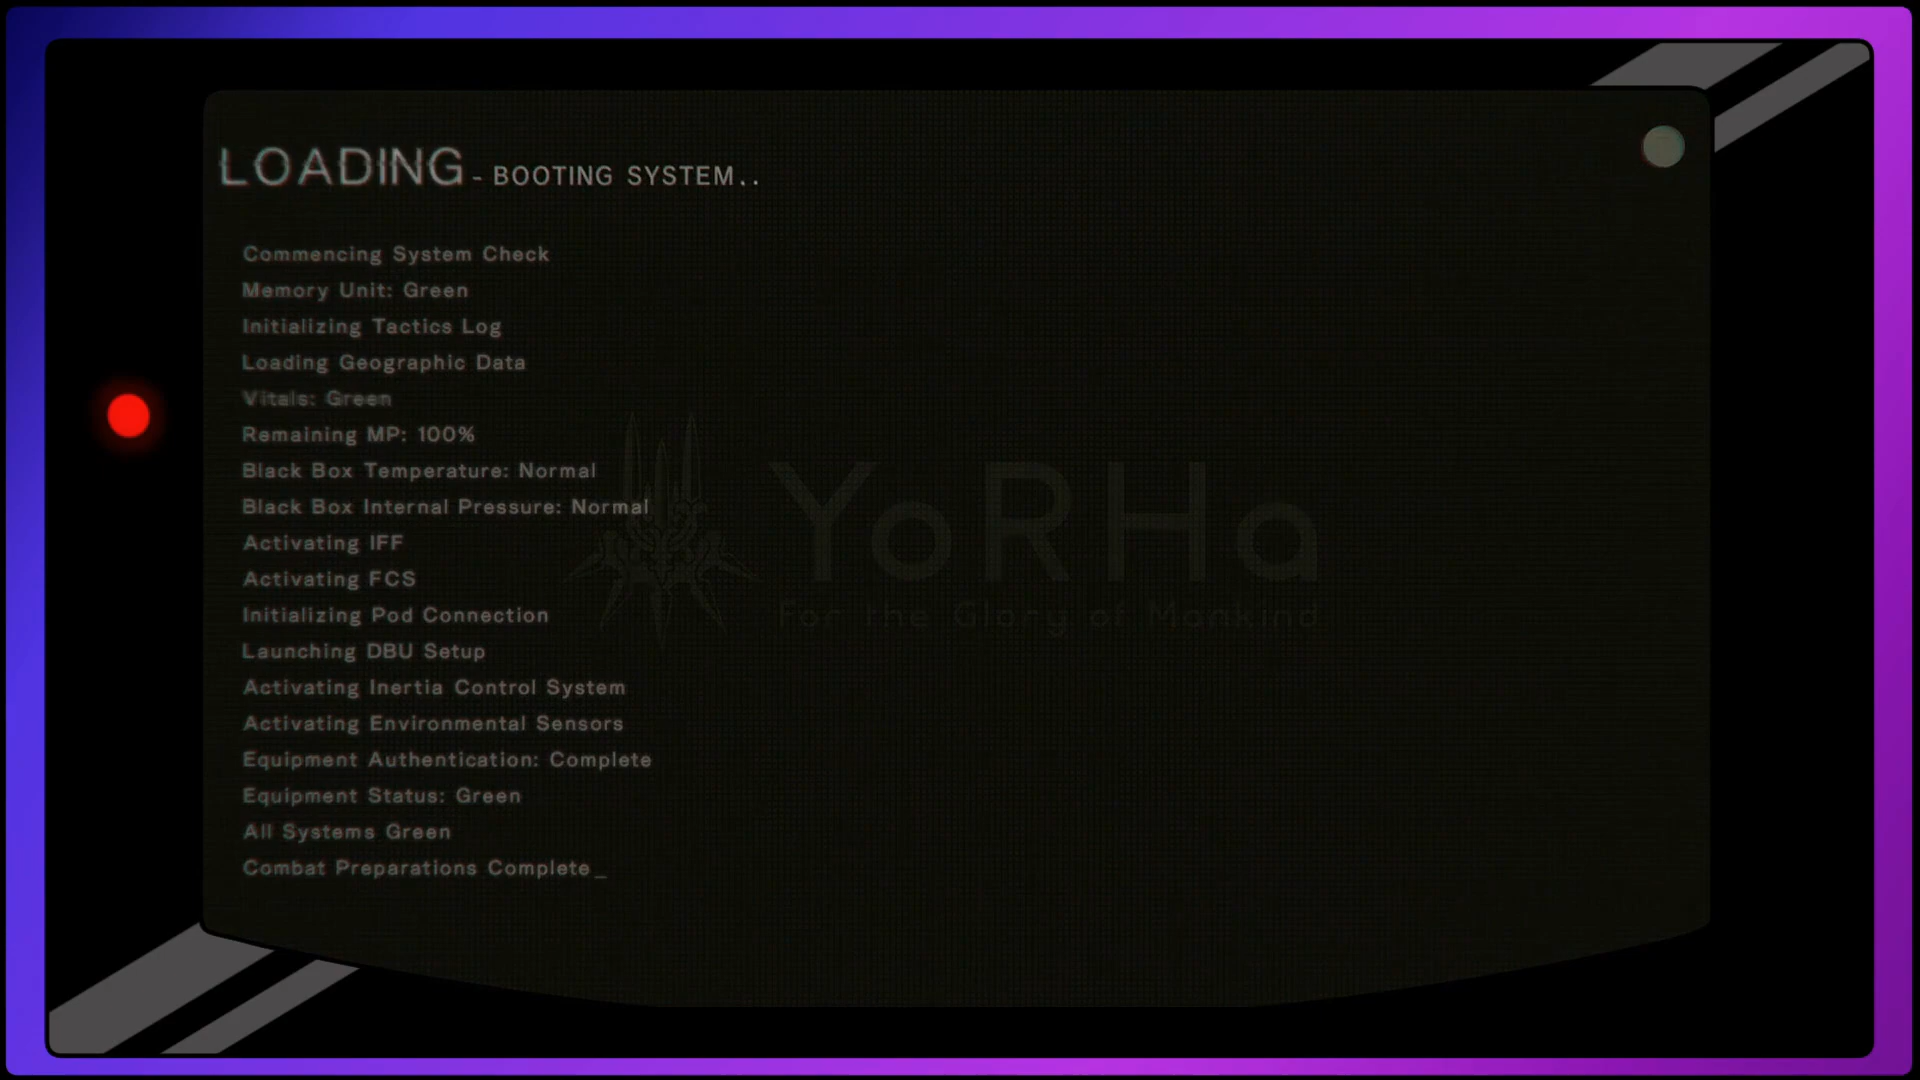 LOADING - BOOTING SYSTEM..
Commencing System Check
Memory Unit: Green
Initializing Tactics Log
Loading Geographic Data
Vitals: Green
Remaining MP: 100%
Black Box Temperature: Normal
Black Box Internal Pressure: Normal
Activating IFF
Activating FCS
Initializing Pod Connection
Launching DBU Setup
Activating Inertia Control System
Activating Environmental Sensors
Equipment Authentication: Complete
Equipment Status: Green
All Systems Green
Combat Preparations Complete_
YoRHa
For the Glory of Mankind